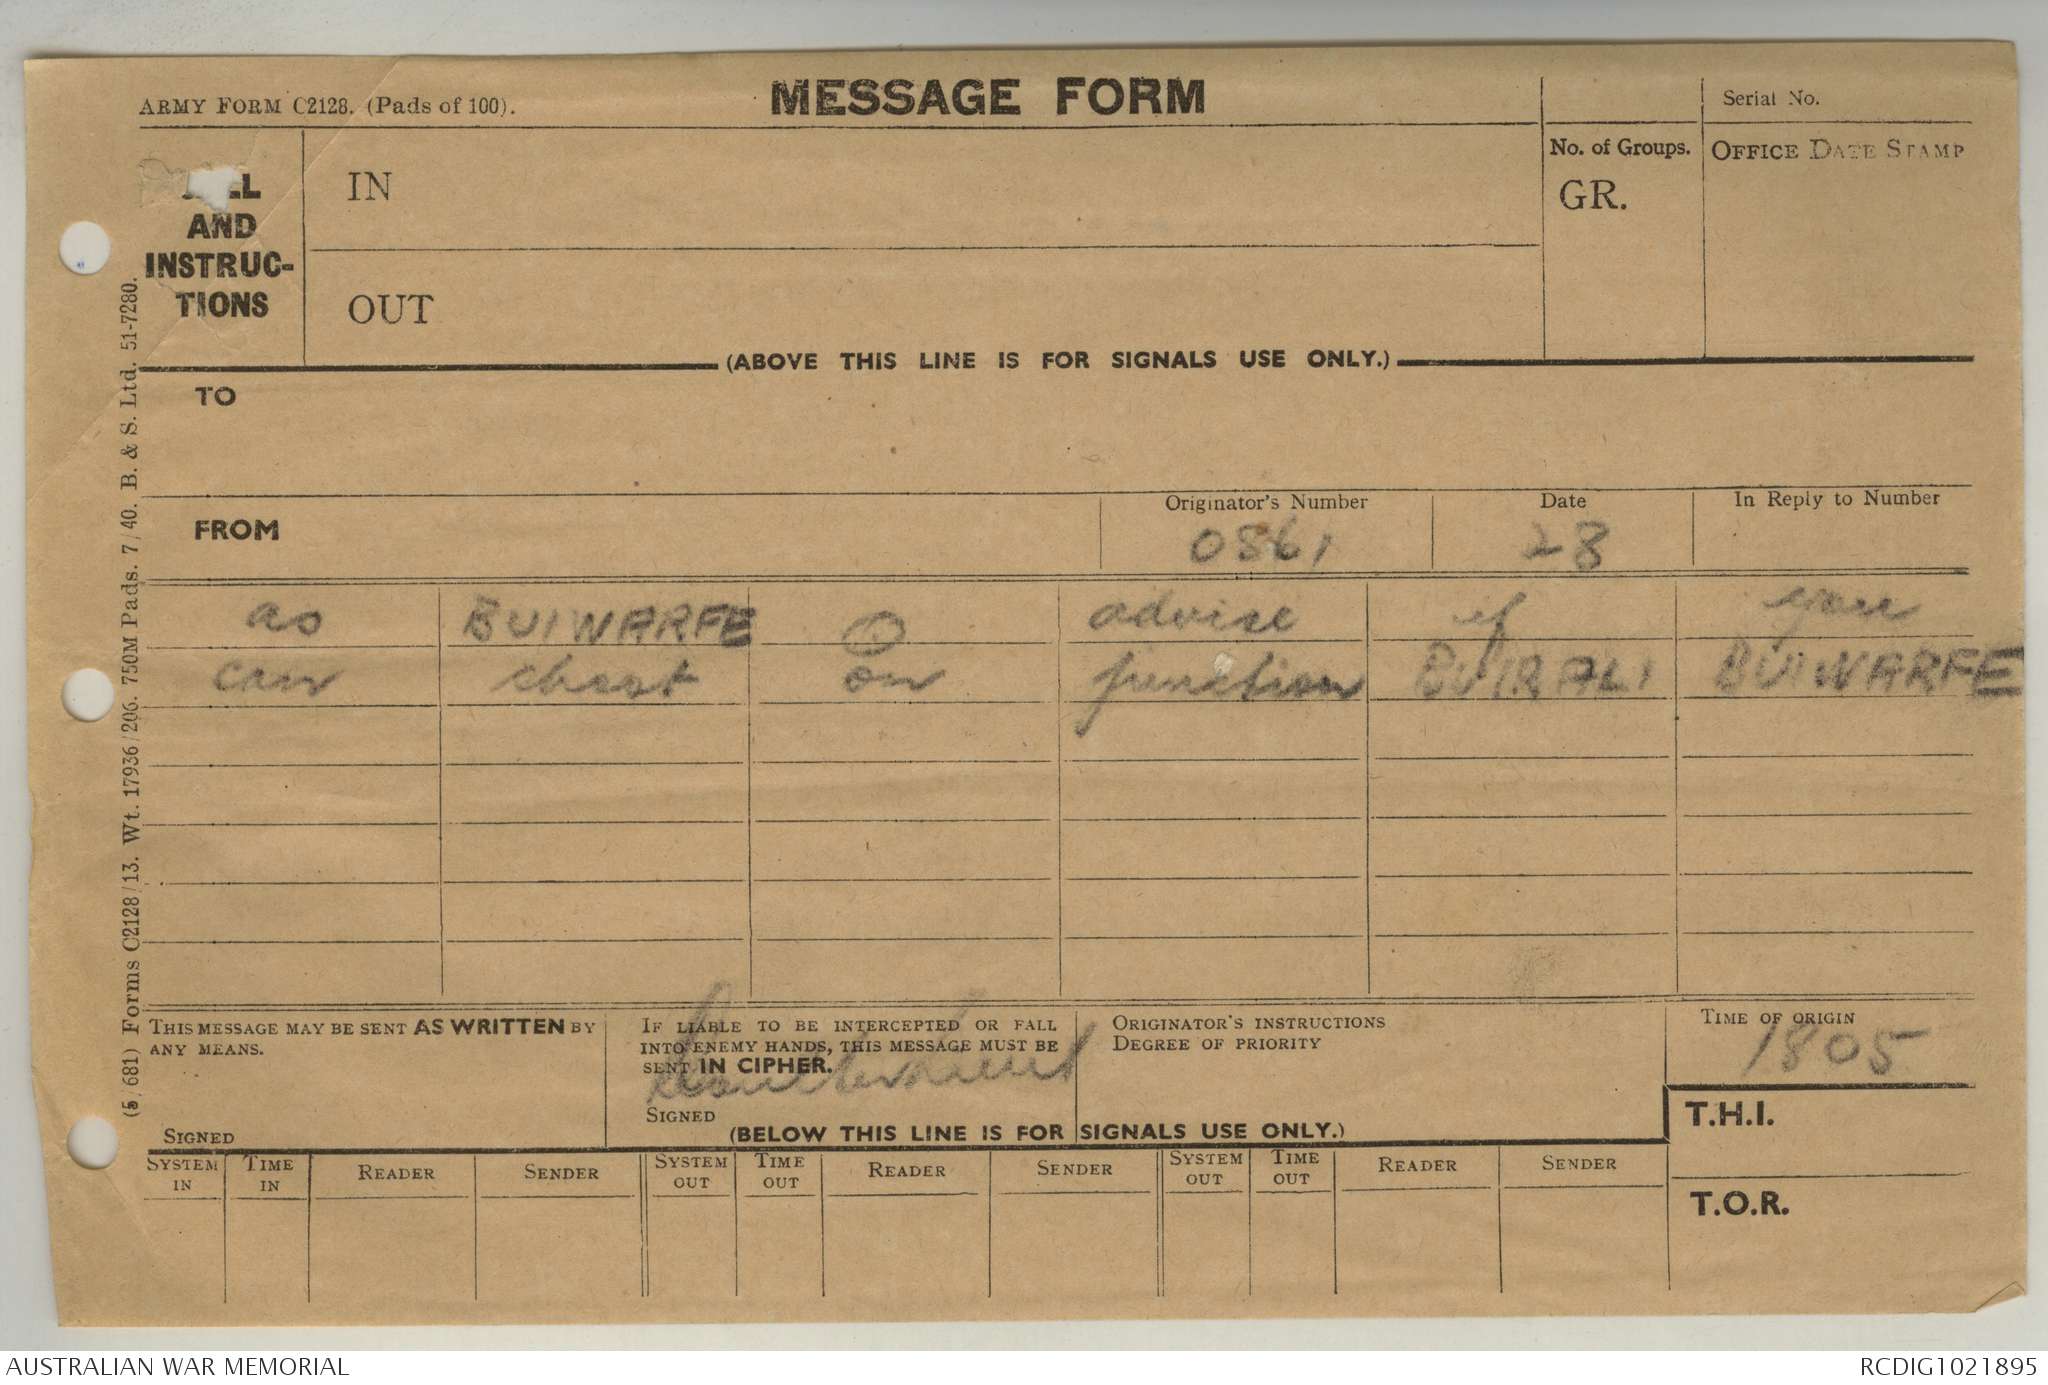 ARMY FORM C2128. (Pads of 100).
MESSAGE FORM
Serial No.
AND
INSTRUC-
TIONS
IN
OUT
No. of Groups.
GR.
OFFICE DATE STAMP
(ABOVE THIS LINE IS FOR SIGNALS USE ONLY.)
TO
FROM
Originator's Number
0861
Date
28
In Reply to Number
as BUIWARFE O advise if your
can on junction BUIRALI BUIWARFE
THIS MESSAGE MAY BE SENT AS WRITTEN BY
ANY MEANS.
SIGNED
IF LIABLE TO BE INTERCEPTED OR FALL
INTO ENEMY HANDS, THIS MESSAGE MUST BE
SENT IN CIPHER.
SIGNED
ORIGINATOR'S INSTRUCTIONS
DEGREE OF PRIORITY
TIME OF ORIGIN
1805
T.H.I.
T.O.R.
(BELOW THIS LINE IS FOR SIGNALS USE ONLY.)
SYSTEM IN TIME IN READER SENDER SYSTEM OUT TIME OUT READER SENDER SYSTEM OUT TIME OUT READER SENDER
(5 681) Forms C2128/13. Wt. 17936/206. 750M Pads. 7/40. B. & S. Ltd. 51-7280.
AUSTRALIAN WAR MEMORIAL
RCDIG1021895